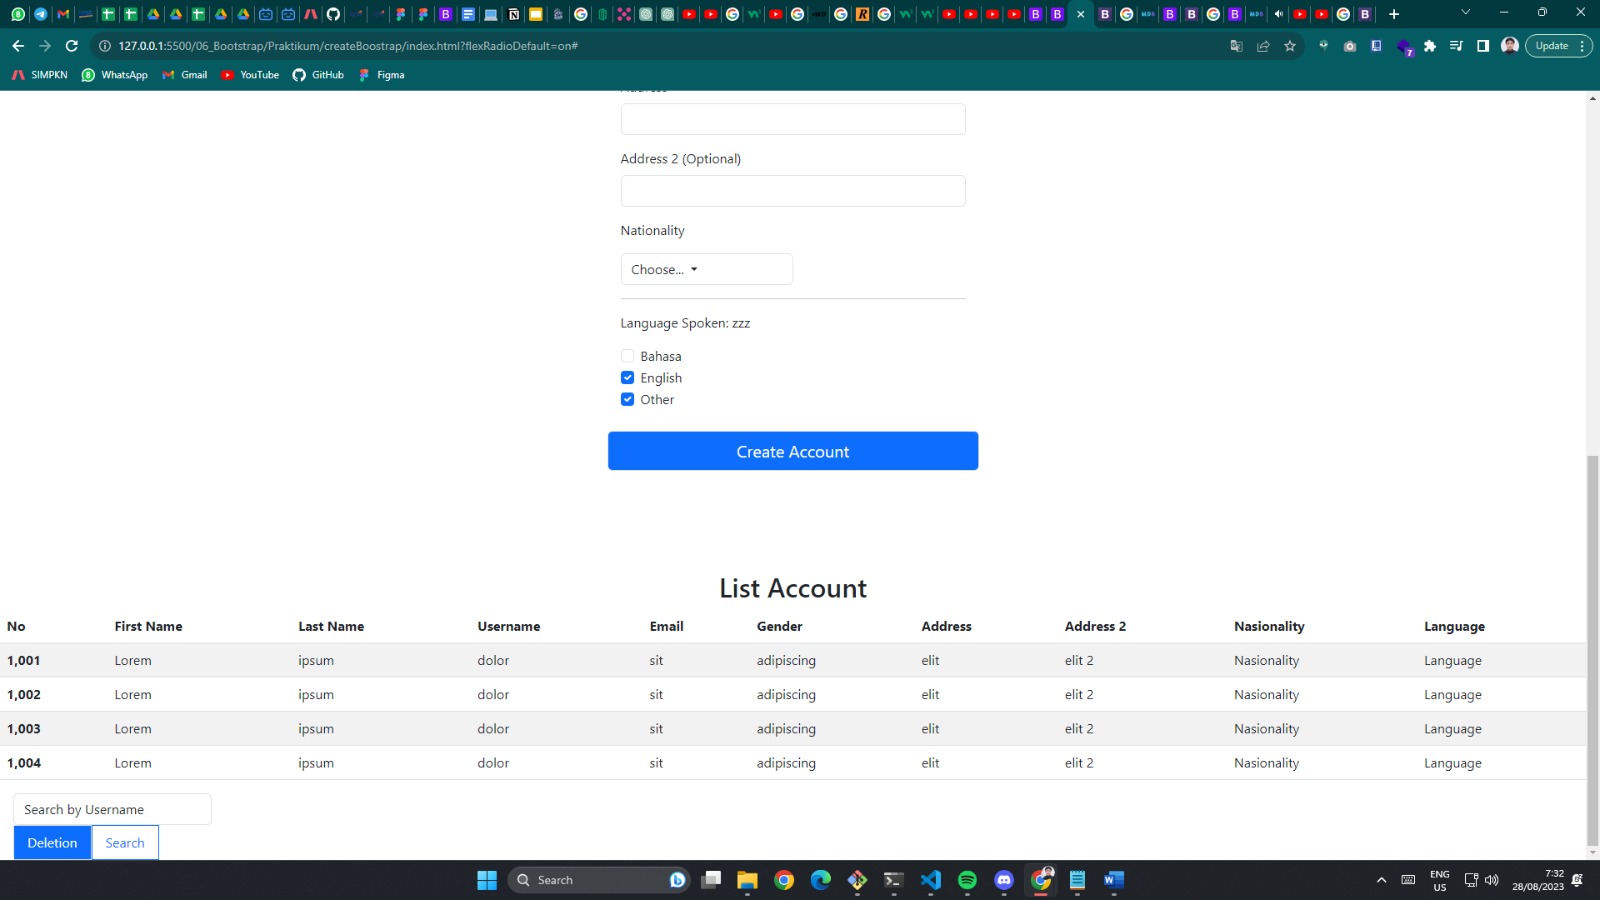 127.0.0.1:5500/06_Bootstrap/Praktikum/createBoostrap/index.html?flexRadioDefault=on#
7
Update
SIMPKN
WhatsApp
Gmail
YouTube
GitHub
Figma
Address 2 (Optional)
Nationality
Choose...
Language Spoken: zzz
Bahasa
English
Other
Create Account
List Account
No First Name Last Name Username Email Gender Address Address 2 Nasionality Language
1,001 Lorem ipsum dolor sit adipiscing elit elit 2 Nasionality Language
1,002 Lorem ipsum dolor sit adipiscing elit elit 2 Nasionality Language
1,003 Lorem ipsum dolor sit adipiscing elit elit 2 Nasionality Language
1,004 Lorem ipsum dolor sit adipiscing elit elit 2 Nasionality Language
Search by Username
Deletion Search
Search
ENG
US
7:32
28/08/2023